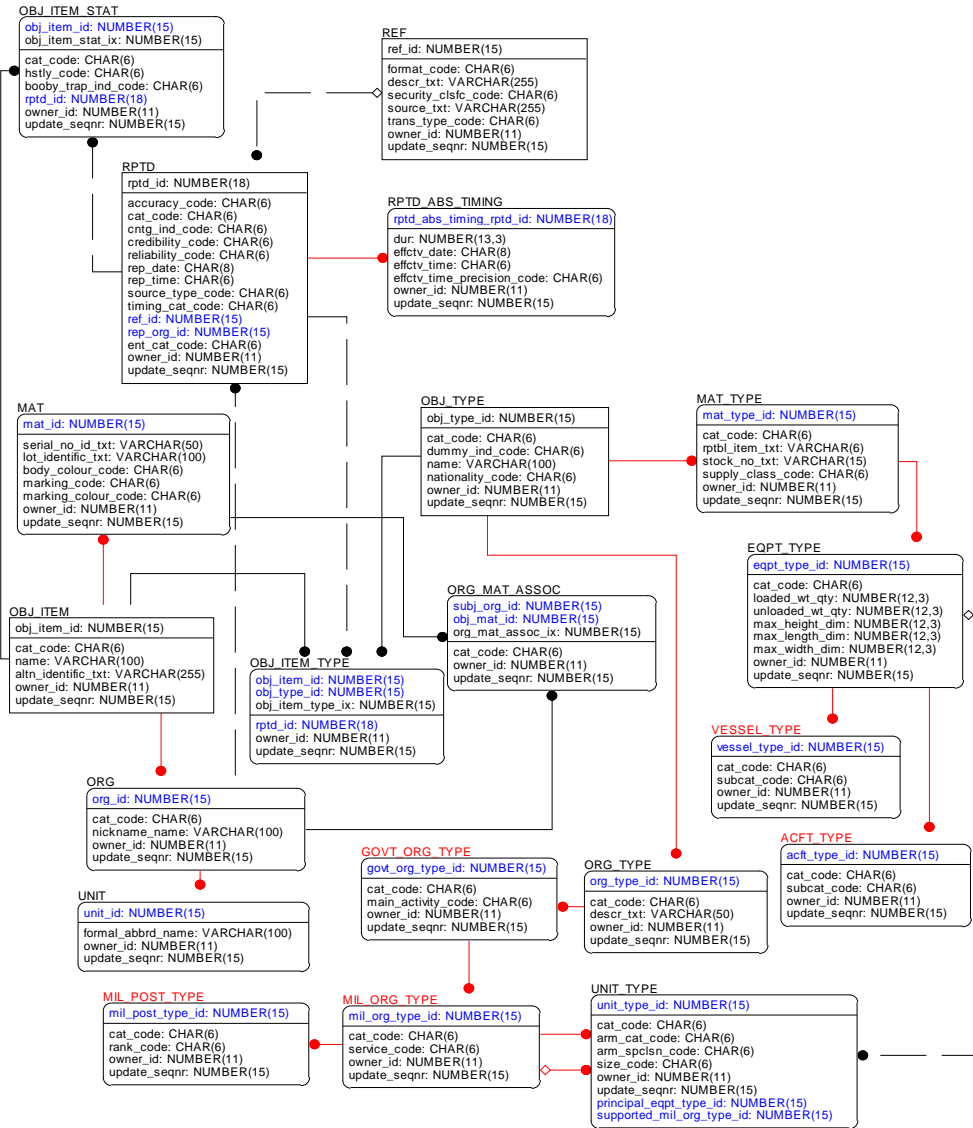 OBJ_ITEM_STAT
obj_item_id: NUMBER(15)
obj_item_stat_ix: NUMBER(15)
cat_code: CHAR(6)
hstly_code: CHAR(6)
booby_trap_ind_code: CHAR(6)
rptd_id: NUMBER(18)
owner_id: NUMBER(11)
update_seqnr: NUMBER(15)
REF
ref_id: NUMBER(15)
format_code: CHAR(6)
descr_txt: VARCHAR(255)
security_clsfc_code: CHAR(6)
source_txt: VARCHAR(255)
trans_type_code: CHAR(6)
owner_id: NUMBER(11)
update_seqnr: NUMBER(15)
RPTD
rptd_id: NUMBER(18)
accuracy_code: CHAR(6)
cat_code: CHAR(6)
cntg_ind_code: CHAR(6)
credibility_code: CHAR(6)
reliability_code: CHAR(6)
rep_date: CHAR(8)
rep_time: CHAR(6)
source_type_code: CHAR(6)
timing_cat_code: CHAR(6)
ref_id: NUMBER(15)
rep_org_id: NUMBER(15)
ent_cat_code: CHAR(6)
owner_id: NUMBER(11)
update_seqnr: NUMBER(15)
RPTD_ABS_TIMING
rptd_abs_timing_rptd_id: NUMBER(18)
dur: NUMBER(13,3)
effctv_date: CHAR(8)
effctv_time: CHAR(6)
effctv_time_precision_code: CHAR(6)
owner_id: NUMBER(11)
update_seqnr: NUMBER(15)
MAT
mat_id: NUMBER(15)
serial_no_id_txt: VARCHAR(50)
lot_identific_txt: VARCHAR(100)
body_colour_code: CHAR(6)
marking_code: CHAR(6)
marking_colour_code: CHAR(6)
owner_id: NUMBER(11)
update_seqnr: NUMBER(15)
OBJ_TYPE
obj_type_id: NUMBER(15)
cat_code: CHAR(6)
dummy_ind_code: CHAR(6)
name: VARCHAR(100)
nationality_code: CHAR(6)
owner_id: NUMBER(11)
update_seqnr: NUMBER(15)
MAT_TYPE
mat_type_id: NUMBER(15)
cat_code: CHAR(6)
rptbl_item_txt: CHAR(6)
stock_no_txt: VARCHAR(15)
supply_class_code: CHAR(6)
owner_id: NUMBER(11)
update_seqnr: NUMBER(15)
EQPT_TYPE
eqpt_type_id: NUMBER(15)
cat_code: CHAR(6)
loaded_wt_qty: NUMBER(12,3)
unloaded_wt_qty: NUMBER(12,3)
max_height_dim: NUMBER(12,3)
max_length_dim: NUMBER(12,3)
max_width_dim: NUMBER(12,3)
owner_id: NUMBER(11)
update_seqnr: NUMBER(15)
OBJ_ITEM
obj_item_id: NUMBER(15)
cat_code: CHAR(6)
name: VARCHAR(100)
altn_identific_txt: VARCHAR(255)
owner_id: NUMBER(11)
update_seqnr: NUMBER(15)
ORG_MAT_ASSOC
subj_org_id: NUMBER(15)
obj_mat_id: NUMBER(15)
org_mat_assoc_ix: NUMBER(15)
cat_code: CHAR(6)
owner_id: NUMBER(11)
update_seqnr: NUMBER(15)
OBJ_ITEM_TYPE
obj_item_id: NUMBER(15)
obj_type_id: NUMBER(15)
obj_item_type_ix: NUMBER(15)
rptd_id: NUMBER(18)
owner_id: NUMBER(11)
update_seqnr: NUMBER(15)
VESSEL_TYPE
vessel_type_id: NUMBER(15)
cat_code: CHAR(6)
subcat_code: CHAR(6)
owner_id: NUMBER(11)
update_seqnr: NUMBER(15)
ORG
org_id: NUMBER(15)
cat_code: CHAR(6)
nickname_name: VARCHAR(100)
owner_id: NUMBER(11)
update_seqnr: NUMBER(15)
ACFT_TYPE
acft_type_id: NUMBER(15)
cat_code: CHAR(6)
subcat_code: CHAR(6)
owner_id: NUMBER(11)
update_seqnr: NUMBER(15)
GOVT_ORG_TYPE
govt_org_type_id: NUMBER(15)
cat_code: CHAR(6)
main_activity_code: CHAR(6)
owner_id: NUMBER(11)
update_seqnr: NUMBER(15)
ORG_TYPE
org_type_id: NUMBER(15)
cat_code: CHAR(6)
descr_txt: VARCHAR(50)
owner_id: NUMBER(11)
update_seqnr: NUMBER(15)
UNIT
unit_id: NUMBER(15)
formal_abbrd_name: VARCHAR(100)
owner_id: NUMBER(11)
update_seqnr: NUMBER(15)
MIL_POST_TYPE
mil_post_type_id: NUMBER(15)
cat_code: CHAR(6)
rank_code: CHAR(6)
owner_id: NUMBER(11)
update_seqnr: NUMBER(15)
MIL_ORG_TYPE
mil_org_type_id: NUMBER(15)
cat_code: CHAR(6)
service_code: CHAR(6)
owner_id: NUMBER(11)
update_seqnr: NUMBER(15)
UNIT_TYPE
unit_type_id: NUMBER(15)
cat_code: CHAR(6)
arm_cat_code: CHAR(6)
arm_spclsn_code: CHAR(6)
size_code: CHAR(6)
owner_id: NUMBER(11)
update_seqnr: NUMBER(15)
principal_eqpt_type_id: NUMBER(15)
supported_mil_org_type_id: NUMBER(15)